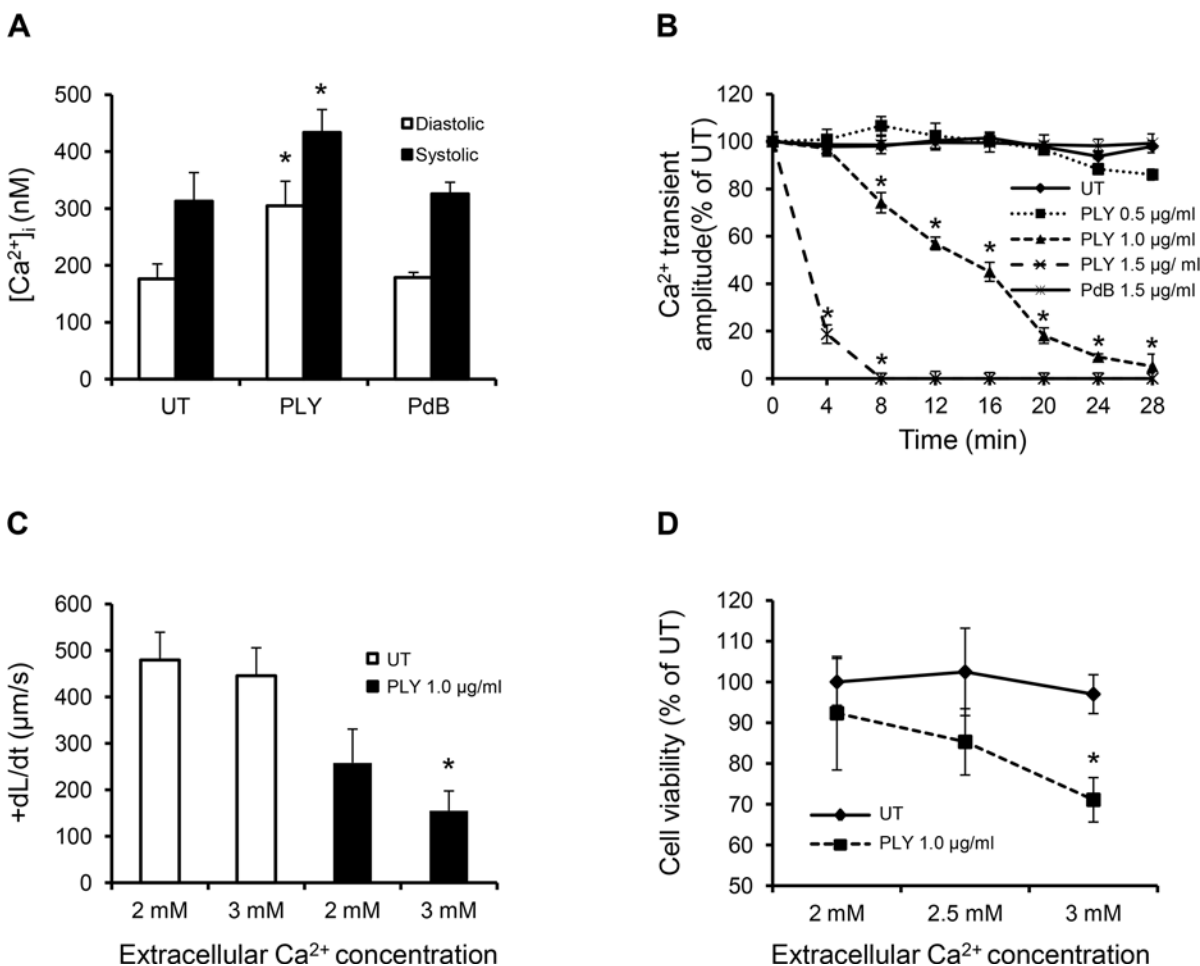 A
[Ca²⁺]ᵢ (nM)
500
400
300
200
100
0
* *
Diastolic
Systolic
UT PLY PdB
B
Ca²⁺ transient
amplitude(% of UT)
120
100
80
60
40
20
0
* * * * * * * *
UT
PLY 0.5 µg/ml
PLY 1.0 µg/ml
PLY 1.5 µg/ ml
PdB 1.5 µg/ml
0 4 8 12 16 20 24 28
Time (min)
C
+dL/dt (µm/s)
600
500
400
300
200
100
0
UT
PLY 1.0 µg/ml
*
2 mM 3 mM 2 mM 3 mM
Extracellular Ca²⁺ concentration
D
Cell viability (% of UT)
120
110
100
90
80
70
60
50
*
UT
PLY 1.0 µg/ml
2 mM 2.5 mM 3 mM
Extracellular Ca²⁺ concentration